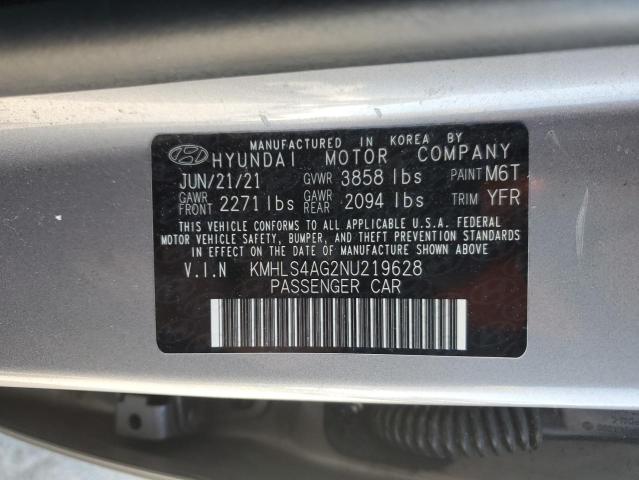 MANUFACTURED IN KOREA BY
HYUNDAI MOTOR COMPANY
JUN/21/21 GVWR 3858 lbs PAINT M6T
GAWR FRONT 2271 lbs GAWR REAR 2094 lbs TRIM YFR
THIS VEHICLE CONFORMS TO ALL APPLICABLE U.S.A. FEDERAL
MOTOR VEHICLE SAFETY, BUMPER, AND THEFT PREVENTION STANDARDS
IN EFFECT ON THE DATE OF MANUFACTURE SHOWN ABOVE.
V.I.N KMHLS4AG2NU219628
PASSENGER CAR